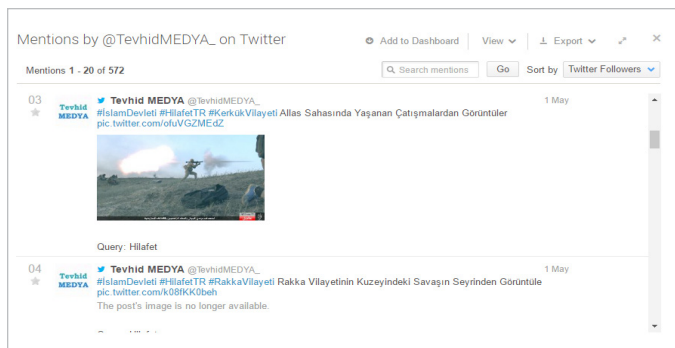 Mentions by @TevhidMEDYA_ on Twitter
Add to Dashboard
View
Export
Mentions 1 - 20 of 572
Search mentions
Go
Sort by
Twitter Followers
03
Tevhid MEDYA @TevhidMEDYA_
1 May
Tevhid
MEDYA
#İslamDevleti #HilafetTR #KerkükVilayeti Allas Sahasında Yaşanan Çatışmalardan Görüntüler
pic.twitter.com/ofuVGZMEdZ
Query: Hilafet
04
Tevhid MEDYA @TevhidMEDYA_
1 May
Tevhid
MEDYA
#İslamDevleti #HilafetTR #RakkaVilayeti Rakka Vilayetinin Kuzeyindeki Savaşın Seyrinden Görüntüle
pic.twitter.com/k08fKK0beh
The post's image is no longer available.